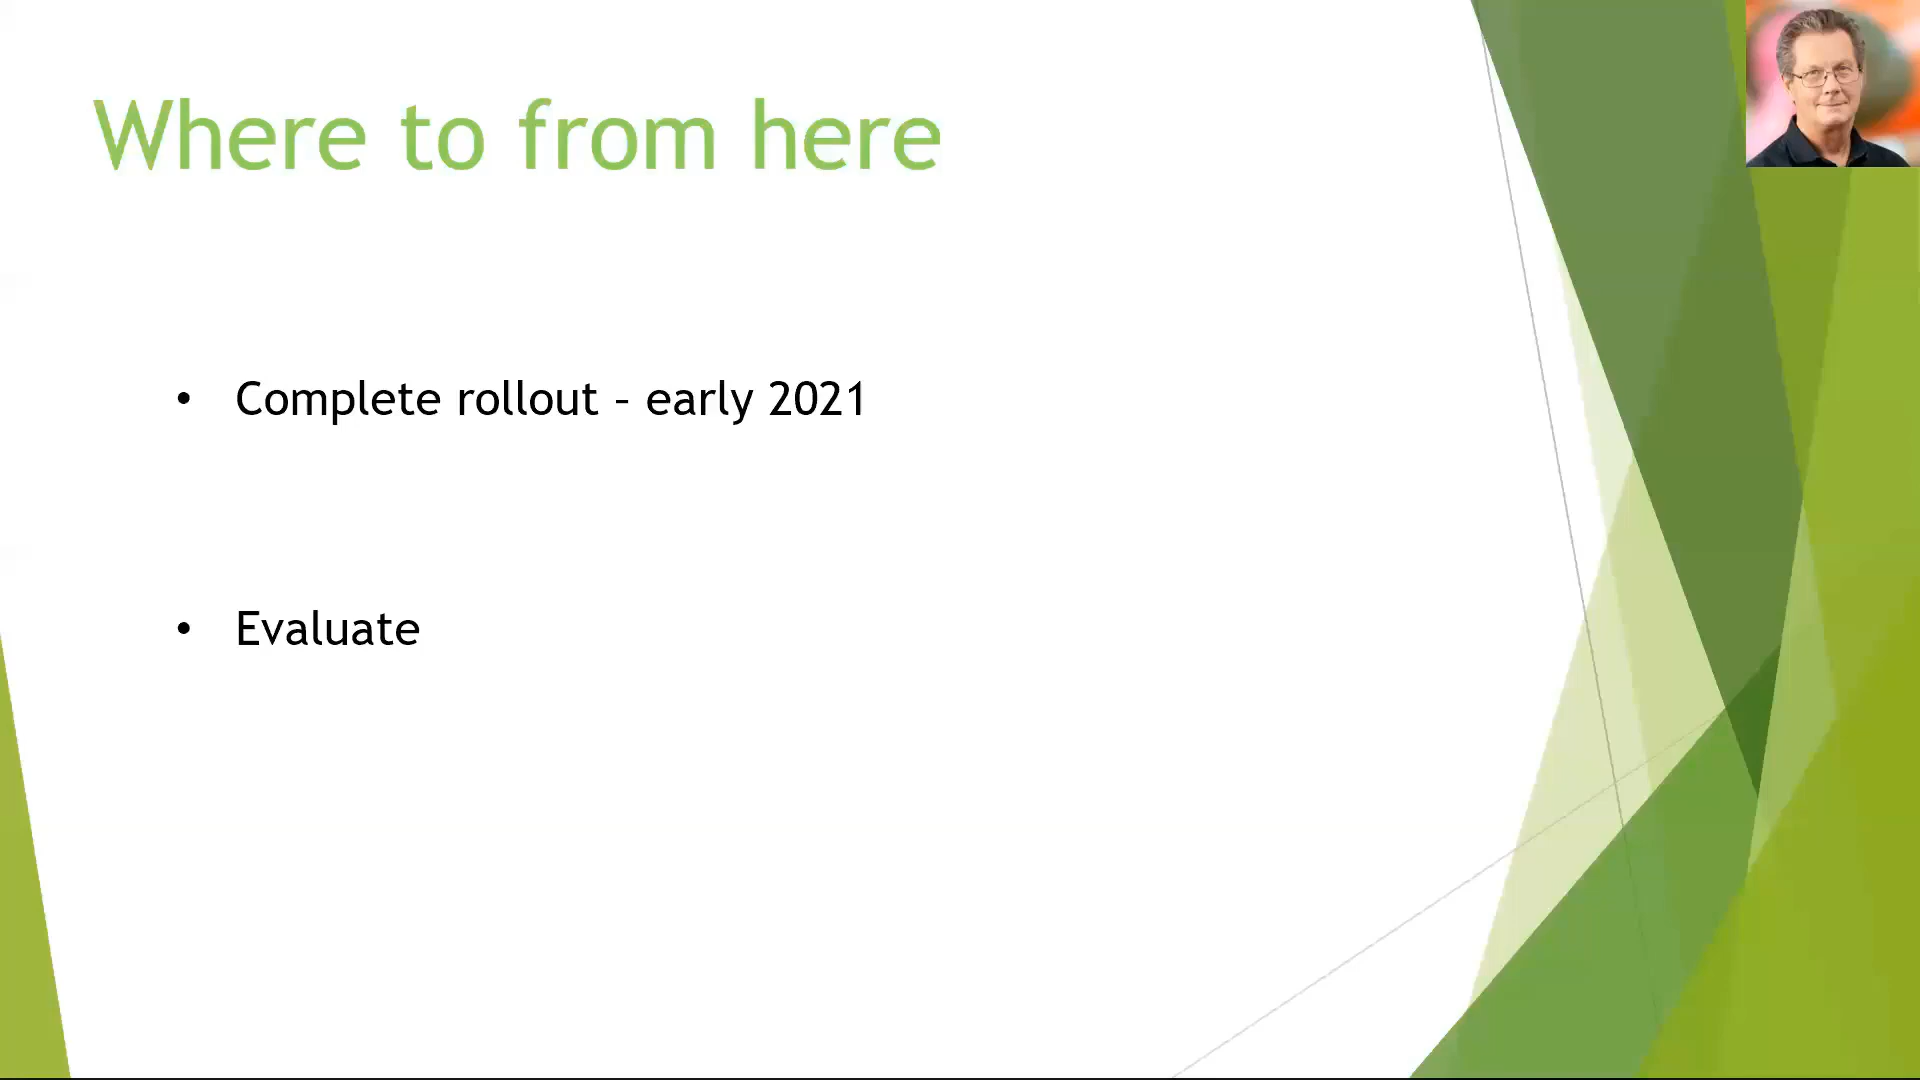 Where to from here
• Complete rollout – early 2021
• Evaluate